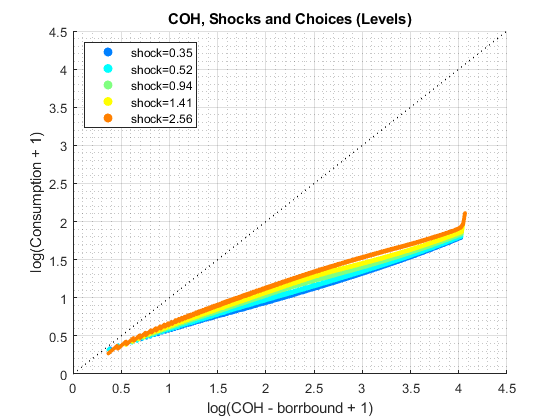 COH, Shocks and Choices (Levels)
4.5
4
3.5
3
2.5
2
1.5
1
0.5
0
log(Consumption + 1)
shock=0.35
shock=0.52
shock=0.94
shock=1.41
shock=2.56
0
0.5
1
1.5
2
2.5
3
3.5
4
4.5
log(COH - borrbound + 1)